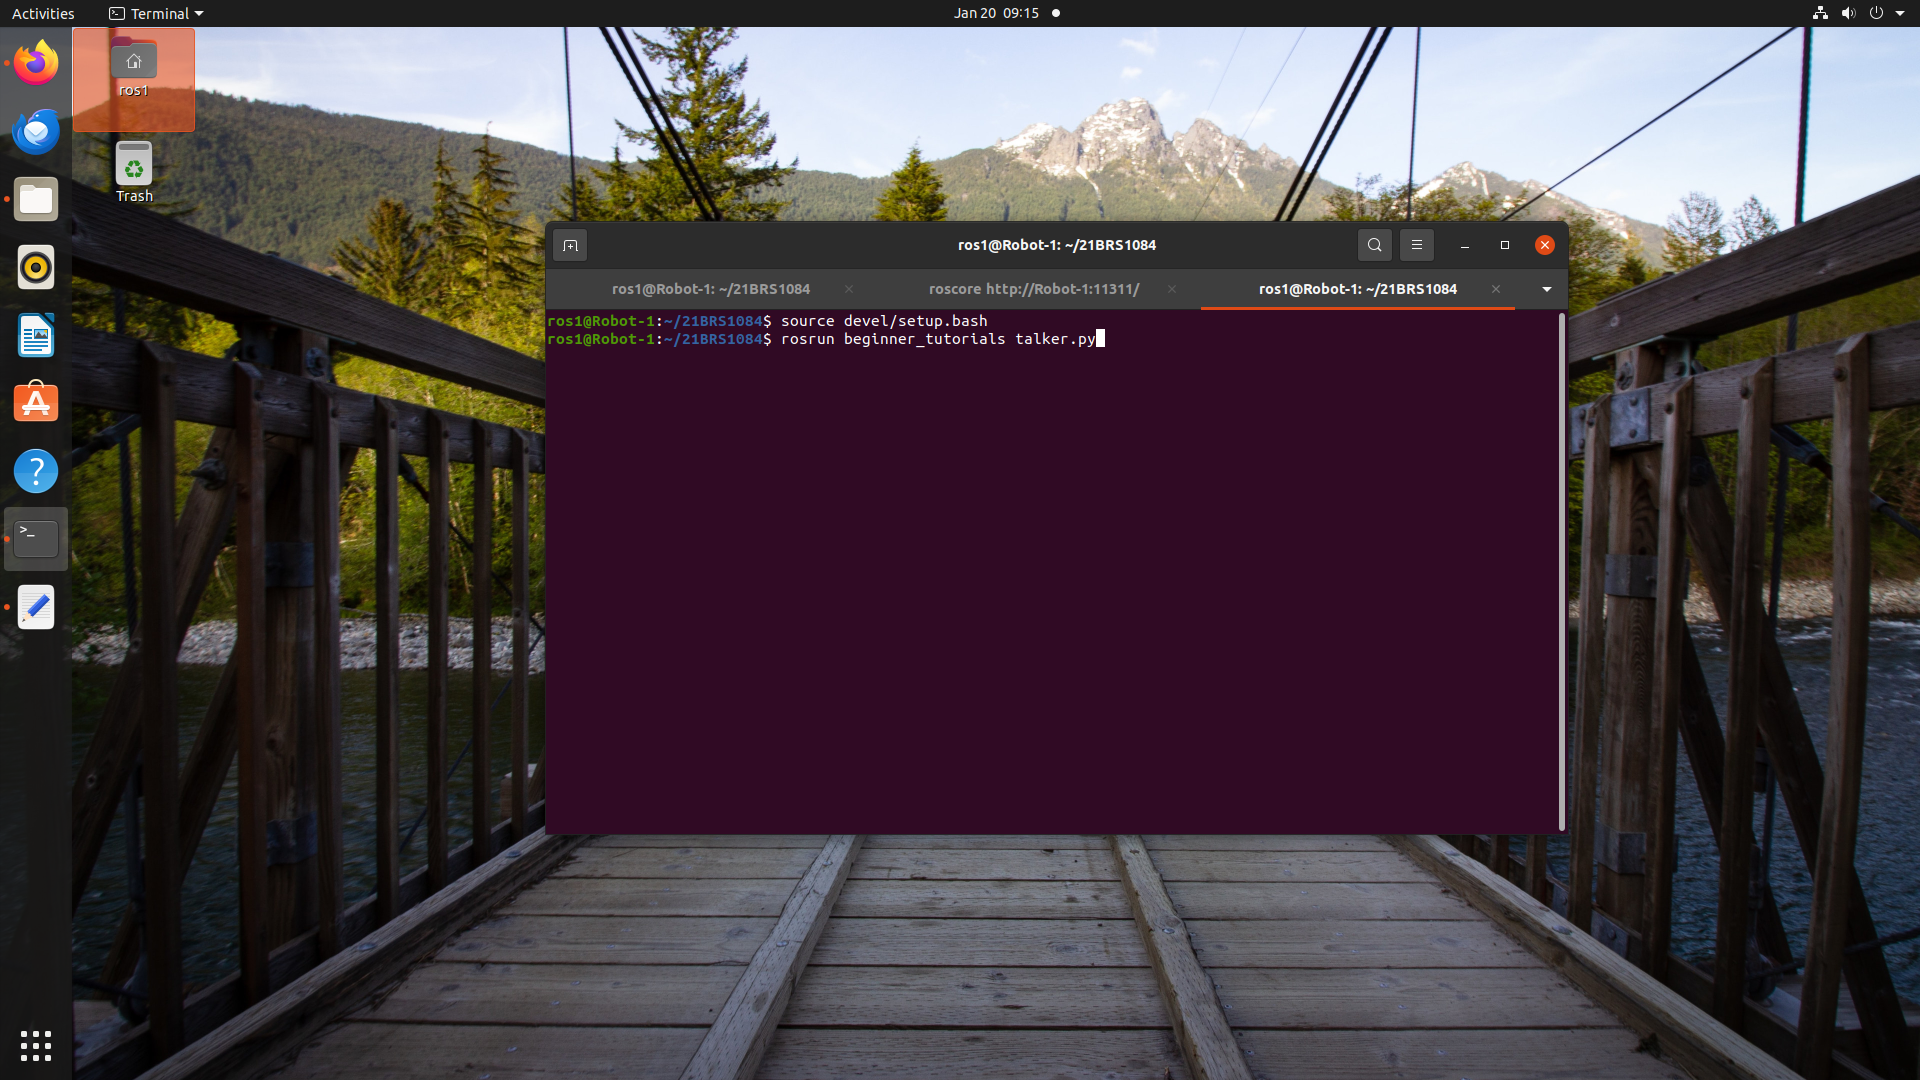 Activities
Terminal
Jan 20 09:15
ros1
Trash
ros1@Robot-1: ~/21BRS1084
ros1@Robot-1: ~/21BRS1084
roscore http://Robot-1:11311/
ros1@Robot-1: ~/21BRS1084
ros1@Robot-1:~/21BRS1084$ source devel/setup.bash
ros1@Robot-1:~/21BRS1084$ rosrun beginner_tutorials talker.py